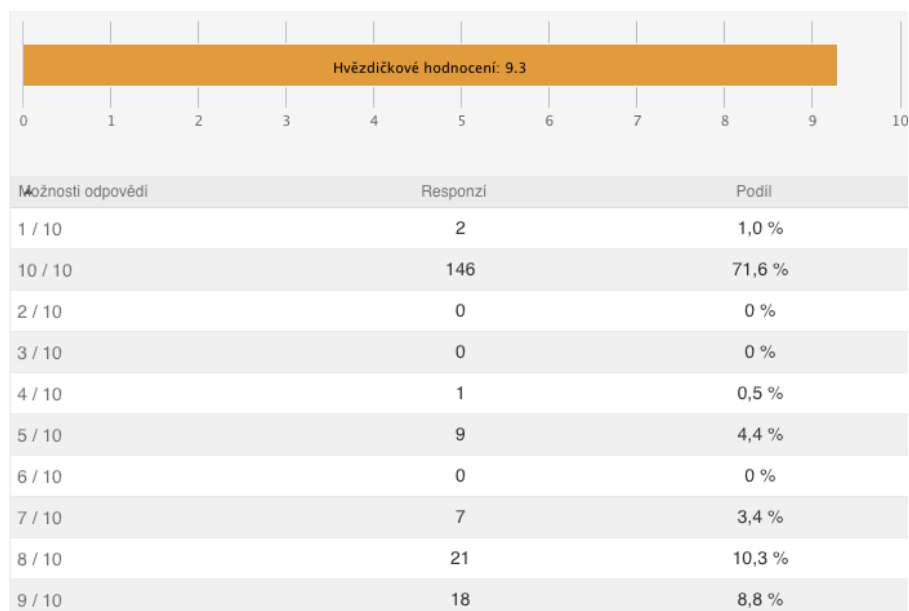 Hvězdičkové hodnocení: 9.3
0 1 2 3 4 5 6 7 8 9 10
Možnosti odpovědí Responzí Podíl
1 / 10 2 1,0 %
10 / 10 146 71,6 %
2 / 10 0 0 %
3 / 10 0 0 %
4 / 10 1 0,5 %
5 / 10 9 4,4 %
6 / 10 0 0 %
7 / 10 7 3,4 %
8 / 10 21 10,3 %
9 / 10 18 8,8 %